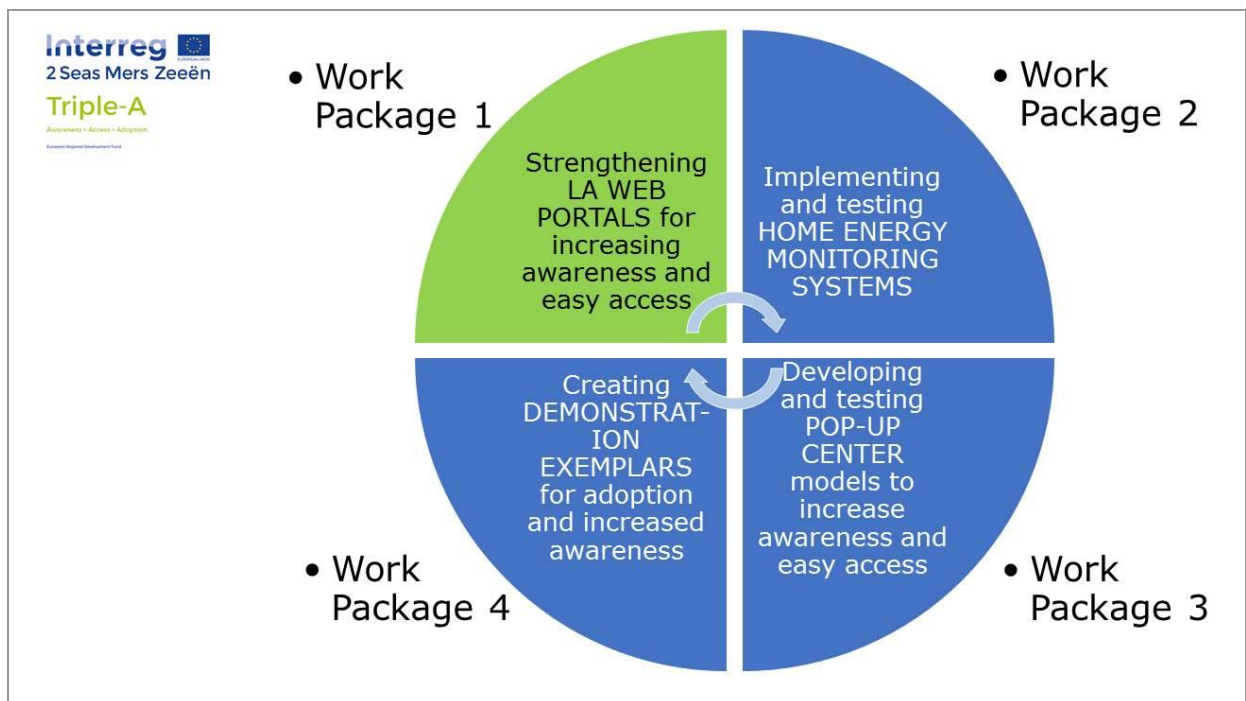 Interreg
EUROPEAN UNION
2 Seas Mers Zeeën
Triple-A
Awareness • Access • Adoption
European Regional Development Fund
• Work
Package 1
Strengthening
LA WEB
PORTALS for
increasing
awareness and
easy access
• Work
Package 2
Implementing
and testing
HOME ENERGY
MONITORING
SYSTEMS
Creating
DEMONSTRAT-
ION
EXEMPLARS
for adoption
and increased
awareness
• Work
Package 4
Developing
and testing
POP-UP
CENTER
models to
increase
awareness and
easy access
• Work
Package 3